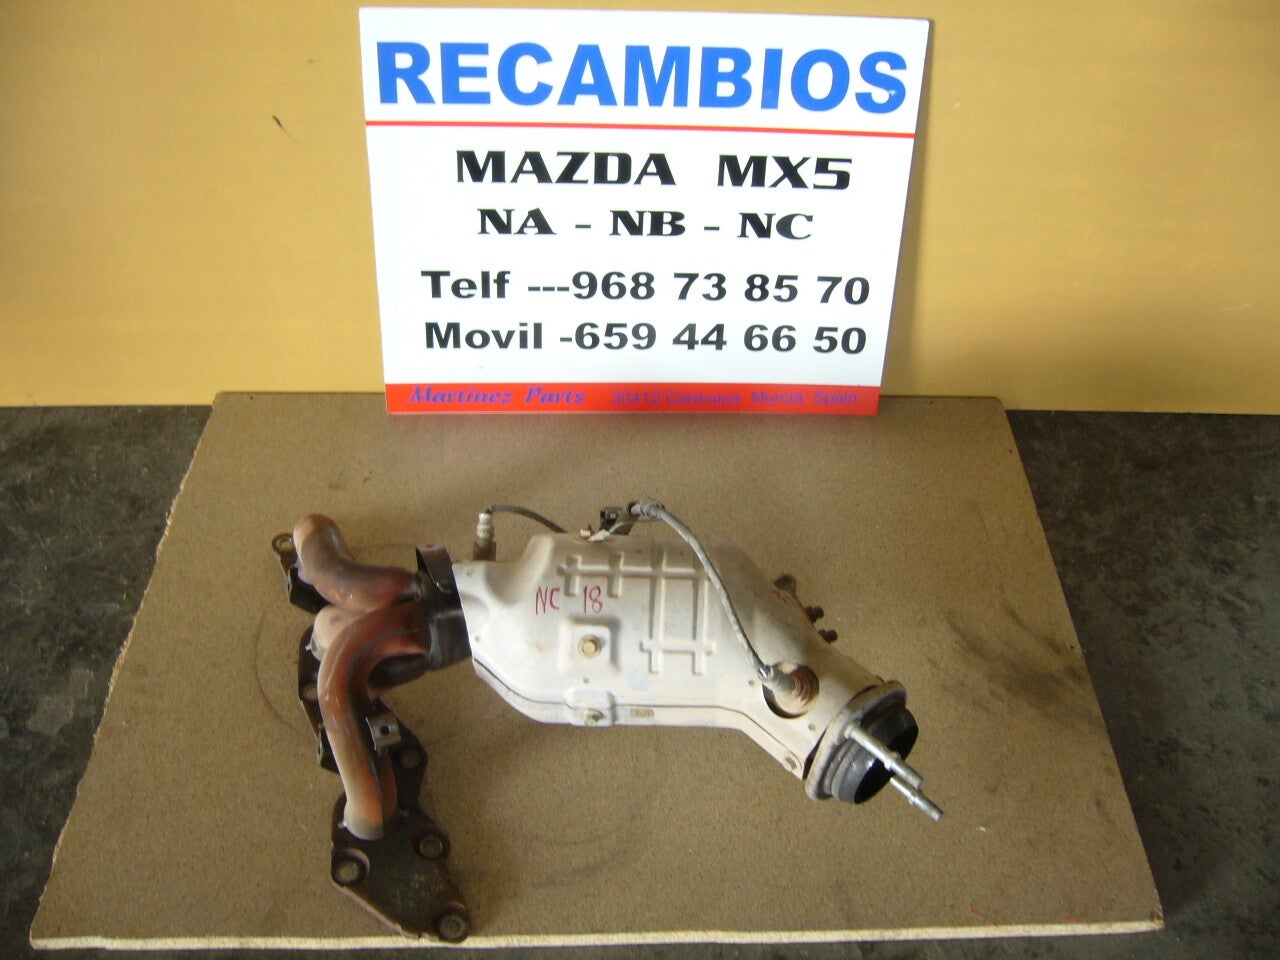 RECAMBIOS
MAZDA MX5
NA - NB - NC
Telf ---968 73 85 70
Movil -659 44 66 50
Martinez Parts 30412 Caravaca Murcia Spain
NC 18